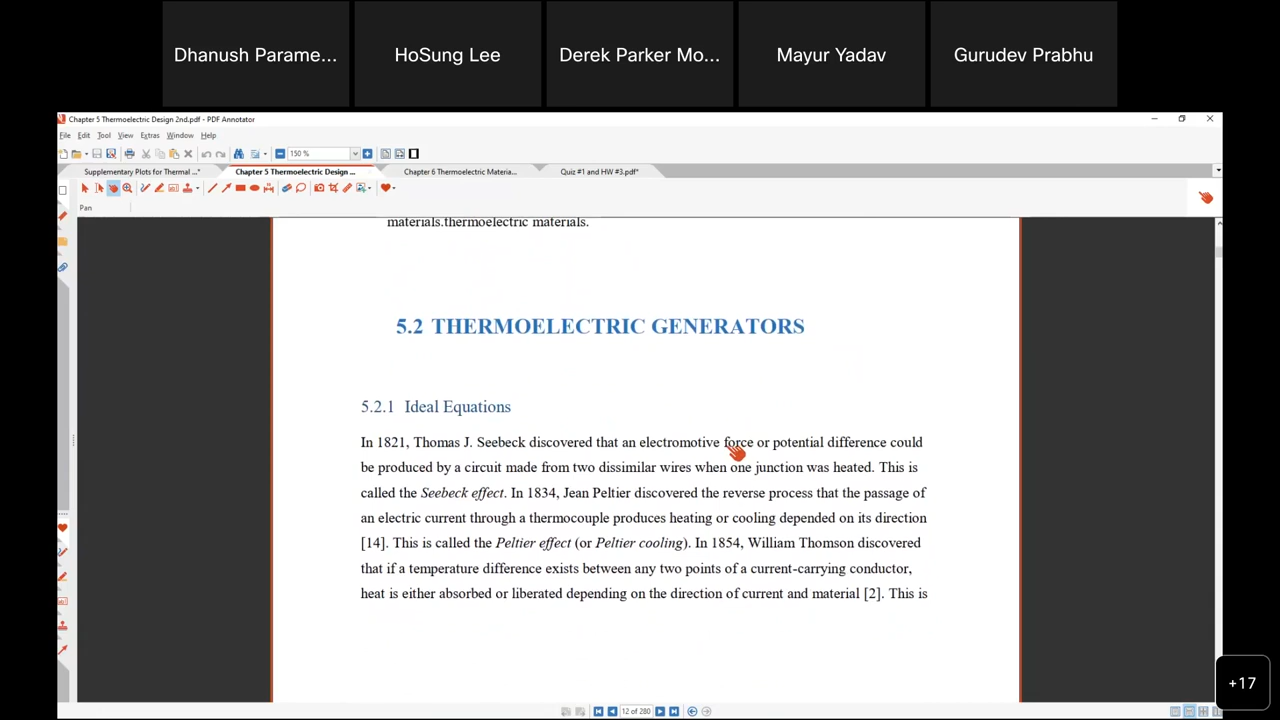 Dhanush Parame...
HoSung Lee
Derek Parker Mo...
Mayur Yadav
Gurudev Prabhu
Chapter 5 Thermoelectric Design 2nd.pdf - PDF Annotator
File Edit Tool View Extras Window Help
150 %
Supplementary Plots for Thermal ...*
Chapter 5 Thermoelectric Design ...
Chapter 6 Thermoelectric Materia...
Quiz #1 and HW #3.pdf*
Pan
materials.thermoelectric materials.
5.2 THERMOELECTRIC GENERATORS
5.2.1 Ideal Equations
In 1821, Thomas J. Seebeck discovered that an electromotive force or potential difference could
be produced by a circuit made from two dissimilar wires when one junction was heated. This is
called the Seebeck effect. In 1834, Jean Peltier discovered the reverse process that the passage of
an electric current through a thermocouple produces heating or cooling depended on its direction
[14]. This is called the Peltier effect (or Peltier cooling). In 1854, William Thomson discovered
that if a temperature difference exists between any two points of a current-carrying conductor,
heat is either absorbed or liberated depending on the direction of current and material [2]. This is
12 of 280
+17